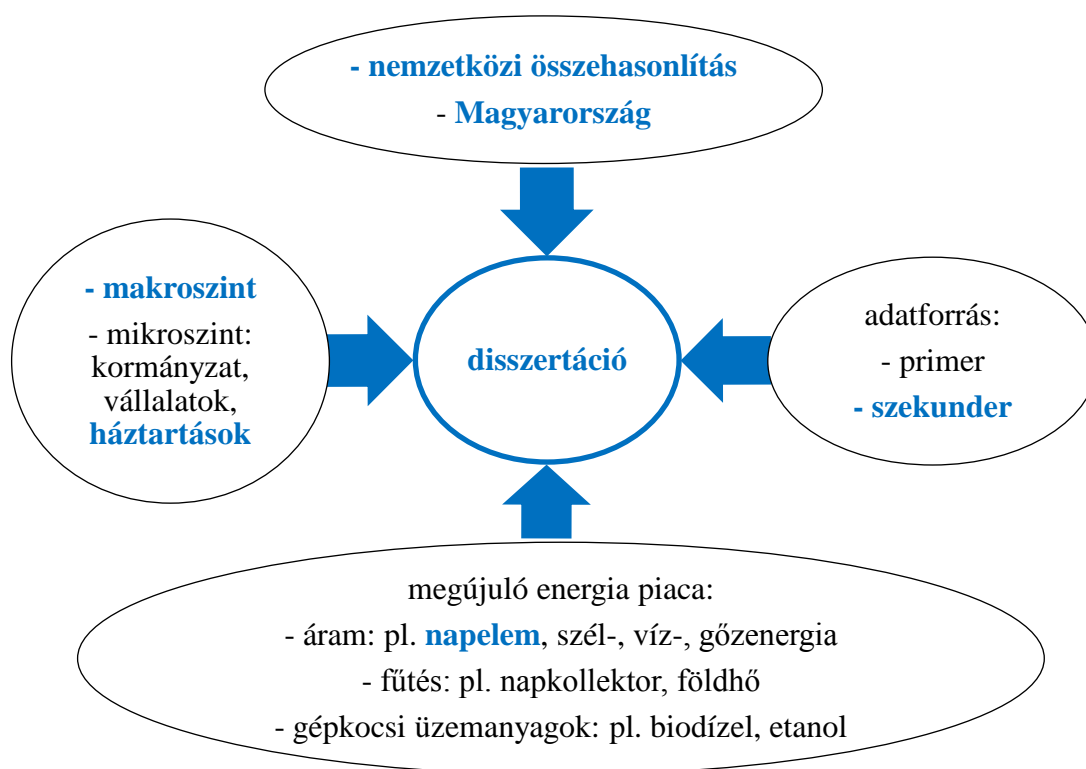 - nemzetközi összehasonlítás
- Magyarország
- makroszint
- mikroszint:
kormányzat,
vállalatok,
háztartások
disszertáció
adatforrás:
- primer
- szekunder
megújuló energia piaca:
- áram: pl. napelem, szél-, víz-, gőzenergia
- fűtés: pl. napkollektor, földhő
- gépkocsi üzemanyagok: pl. biodízel, etanol